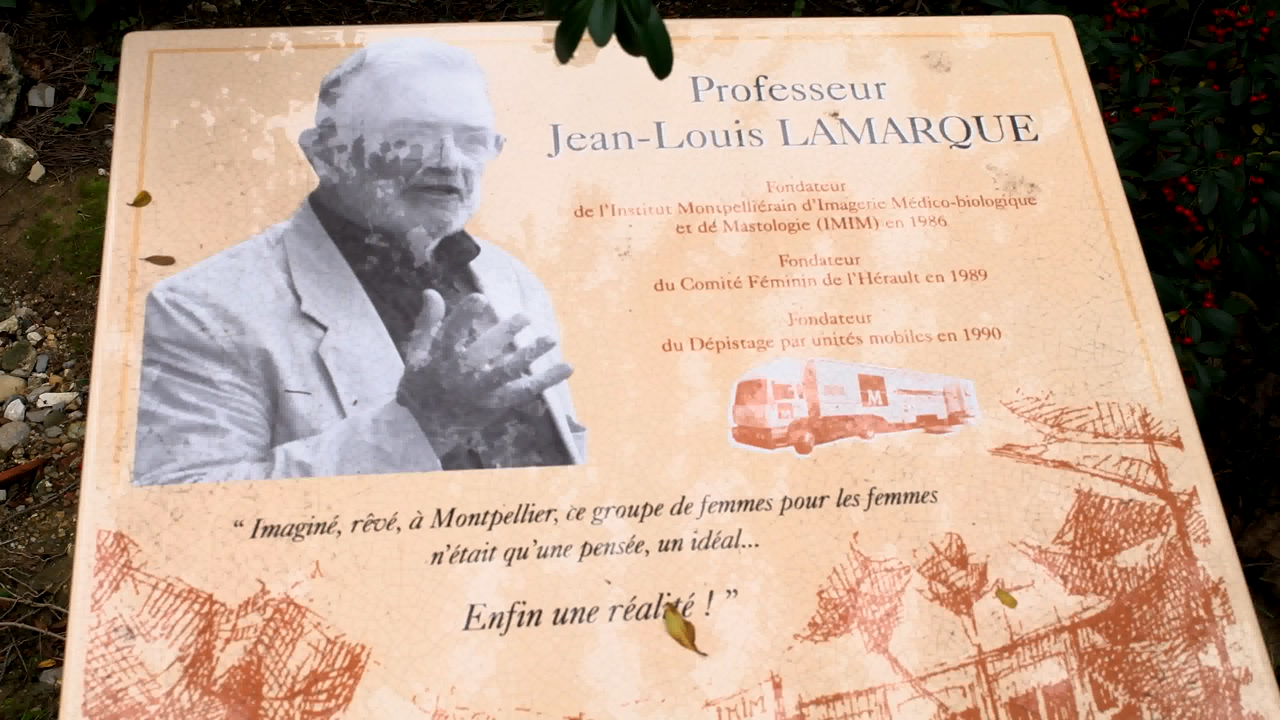 Professeur
Jean-Louis LAMARQUE
Fondateur
de l'Institut Montpelliérain d'Imagerie Médico-biologique
et de Mastologie (IMIM) en 1986
Fondateur
du Comité Féminin de l'Hérault en 1989
Fondateur
du Dépistage par unités mobiles en 1990
M
M
“ Imaginé, rêvé, à Montpellier, ce groupe de femmes pour les femmes
n'était qu'une pensée, un idéal...
Enfin une réalité ! ”
IMIM